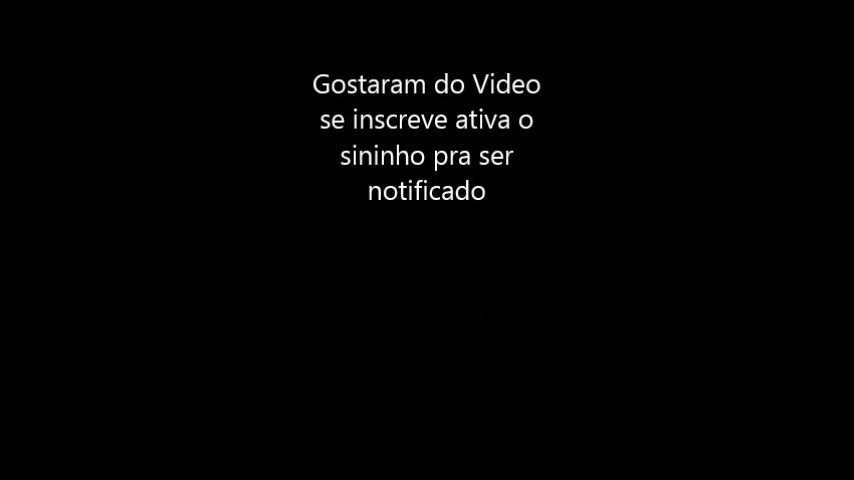 Gostaram do Video
se inscreve ativa o
sininho pra ser
notificado